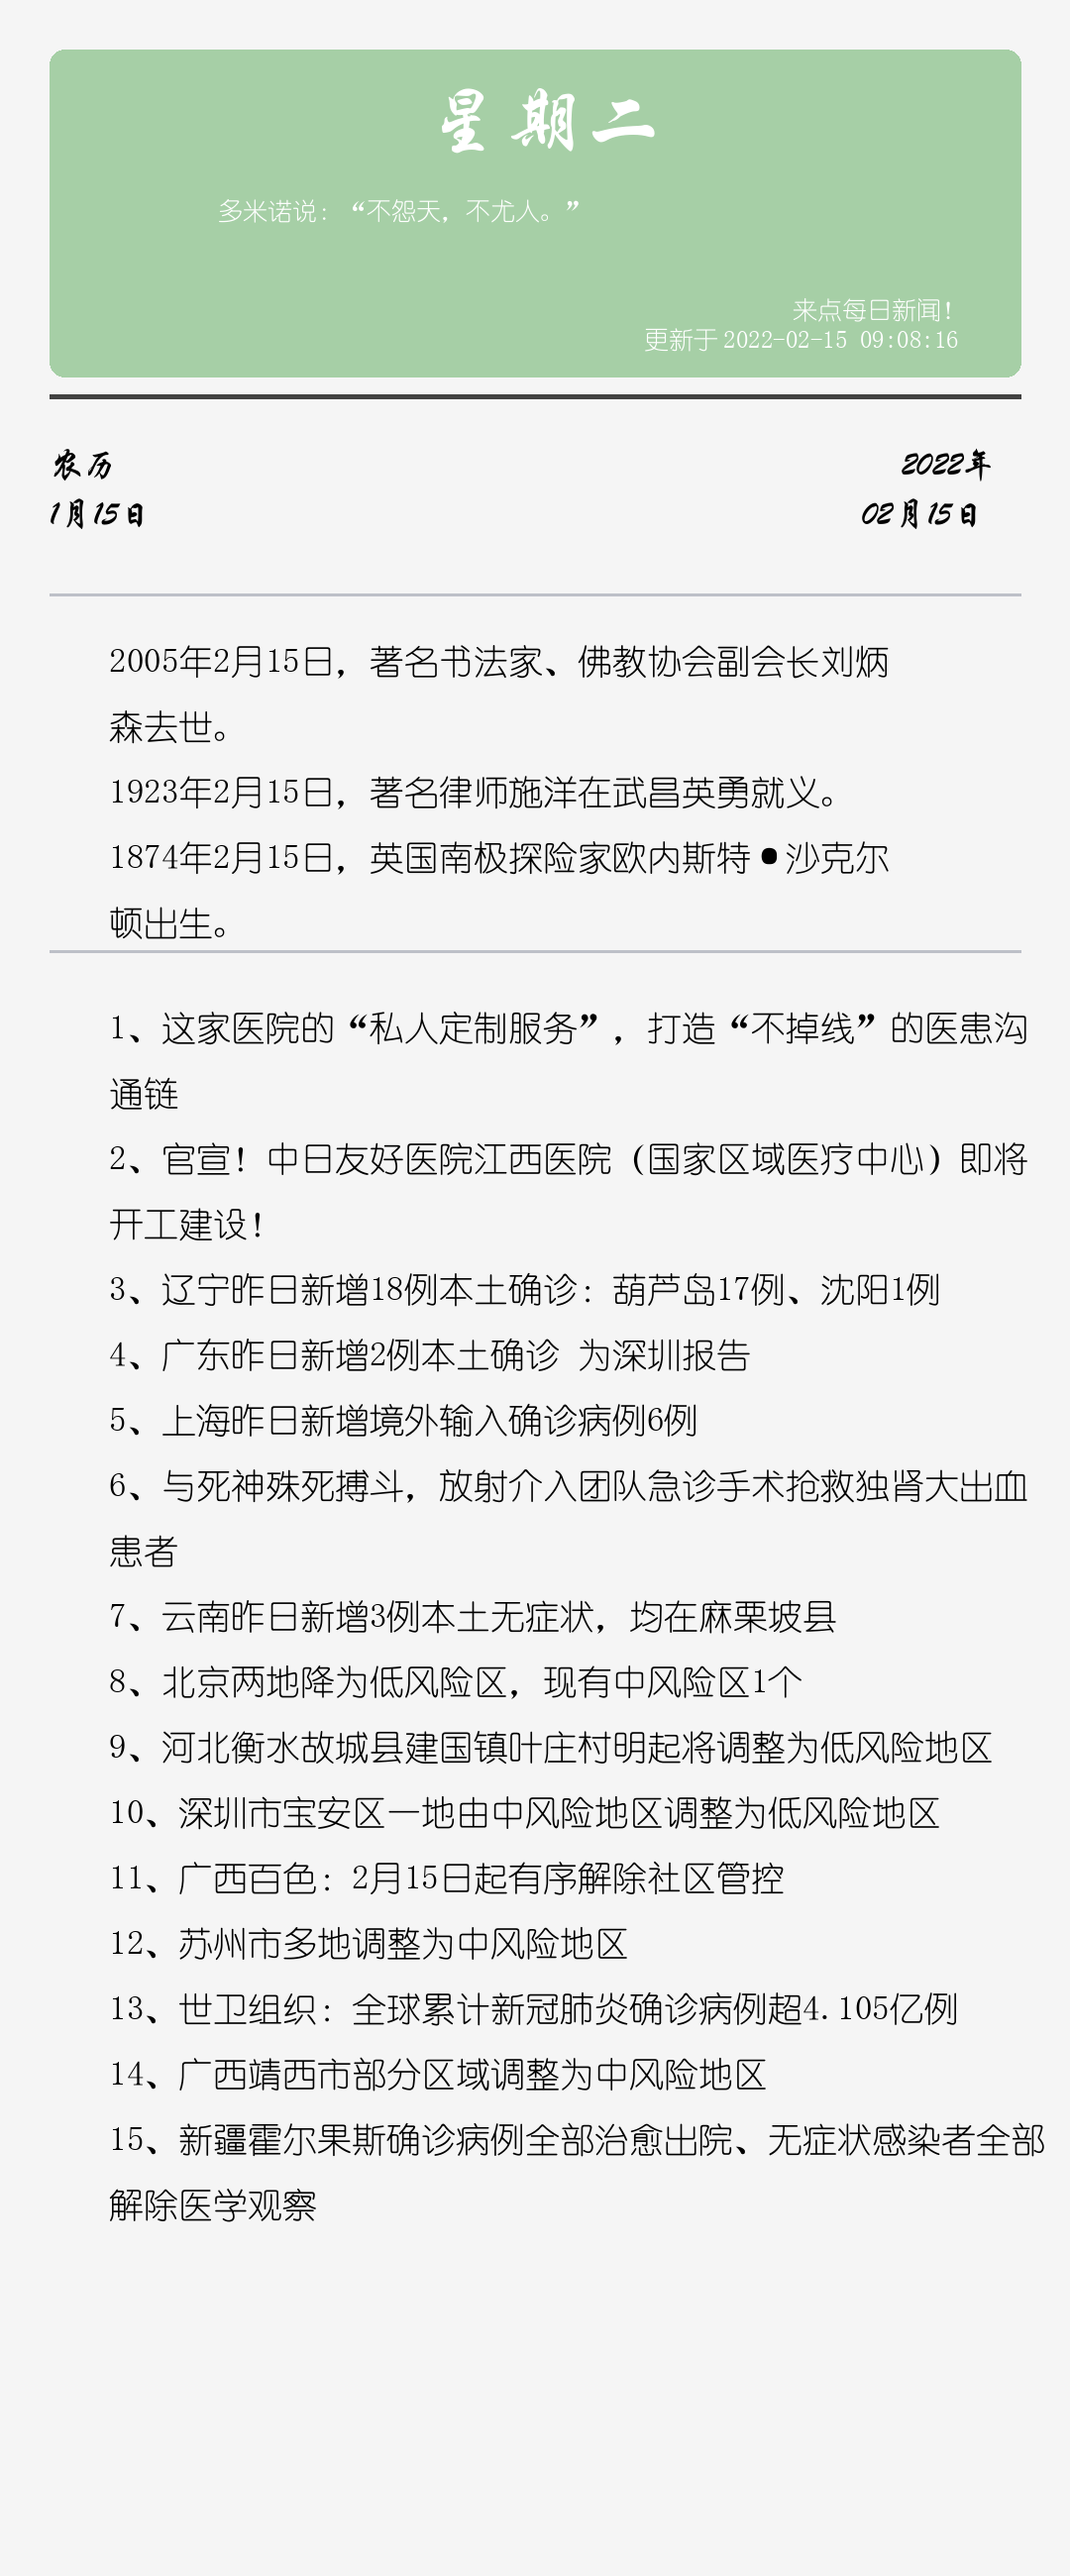 星期二
多米诺说：“不怨天，不尤人。”
来点每日新闻！
更新于 2022-02-15 09:08:16
农历
2022年
1月15日
02月15日
2005年2月15日，著名书法家、佛教协会副会长刘炳
森去世。
1923年2月15日，著名律师施洋在武昌英勇就义。
1874年2月15日，英国南极探险家欧内斯特●沙克尔
顿出生。
1、这家医院的“私人定制服务”，打造“不掉线”的医患沟
通链
2、官宣！中日友好医院江西医院（国家区域医疗中心）即将
开工建设！
3、辽宁昨日新增18例本土确诊：葫芦岛17例、沈阳1例
4、广东昨日新增2例本土确诊 为深圳报告
5、上海昨日新增境外输入确诊病例6例
6、与死神殊死搏斗，放射介入团队急诊手术抢救独肾大出血
患者
7、云南昨日新增3例本土无症状，均在麻栗坡县
8、北京两地降为低风险区，现有中风险区1个
9、河北衡水故城县建国镇叶庄村明起将调整为低风险地区
10、深圳市宝安区一地由中风险地区调整为低风险地区
11、广西百色：2月15日起有序解除社区管控
12、苏州市多地调整为中风险地区
13、世卫组织：全球累计新冠肺炎确诊病例超4.105亿例
14、广西靖西市部分区域调整为中风险地区
15、新疆霍尔果斯确诊病例全部治愈出院、无症状感染者全部
解除医学观察